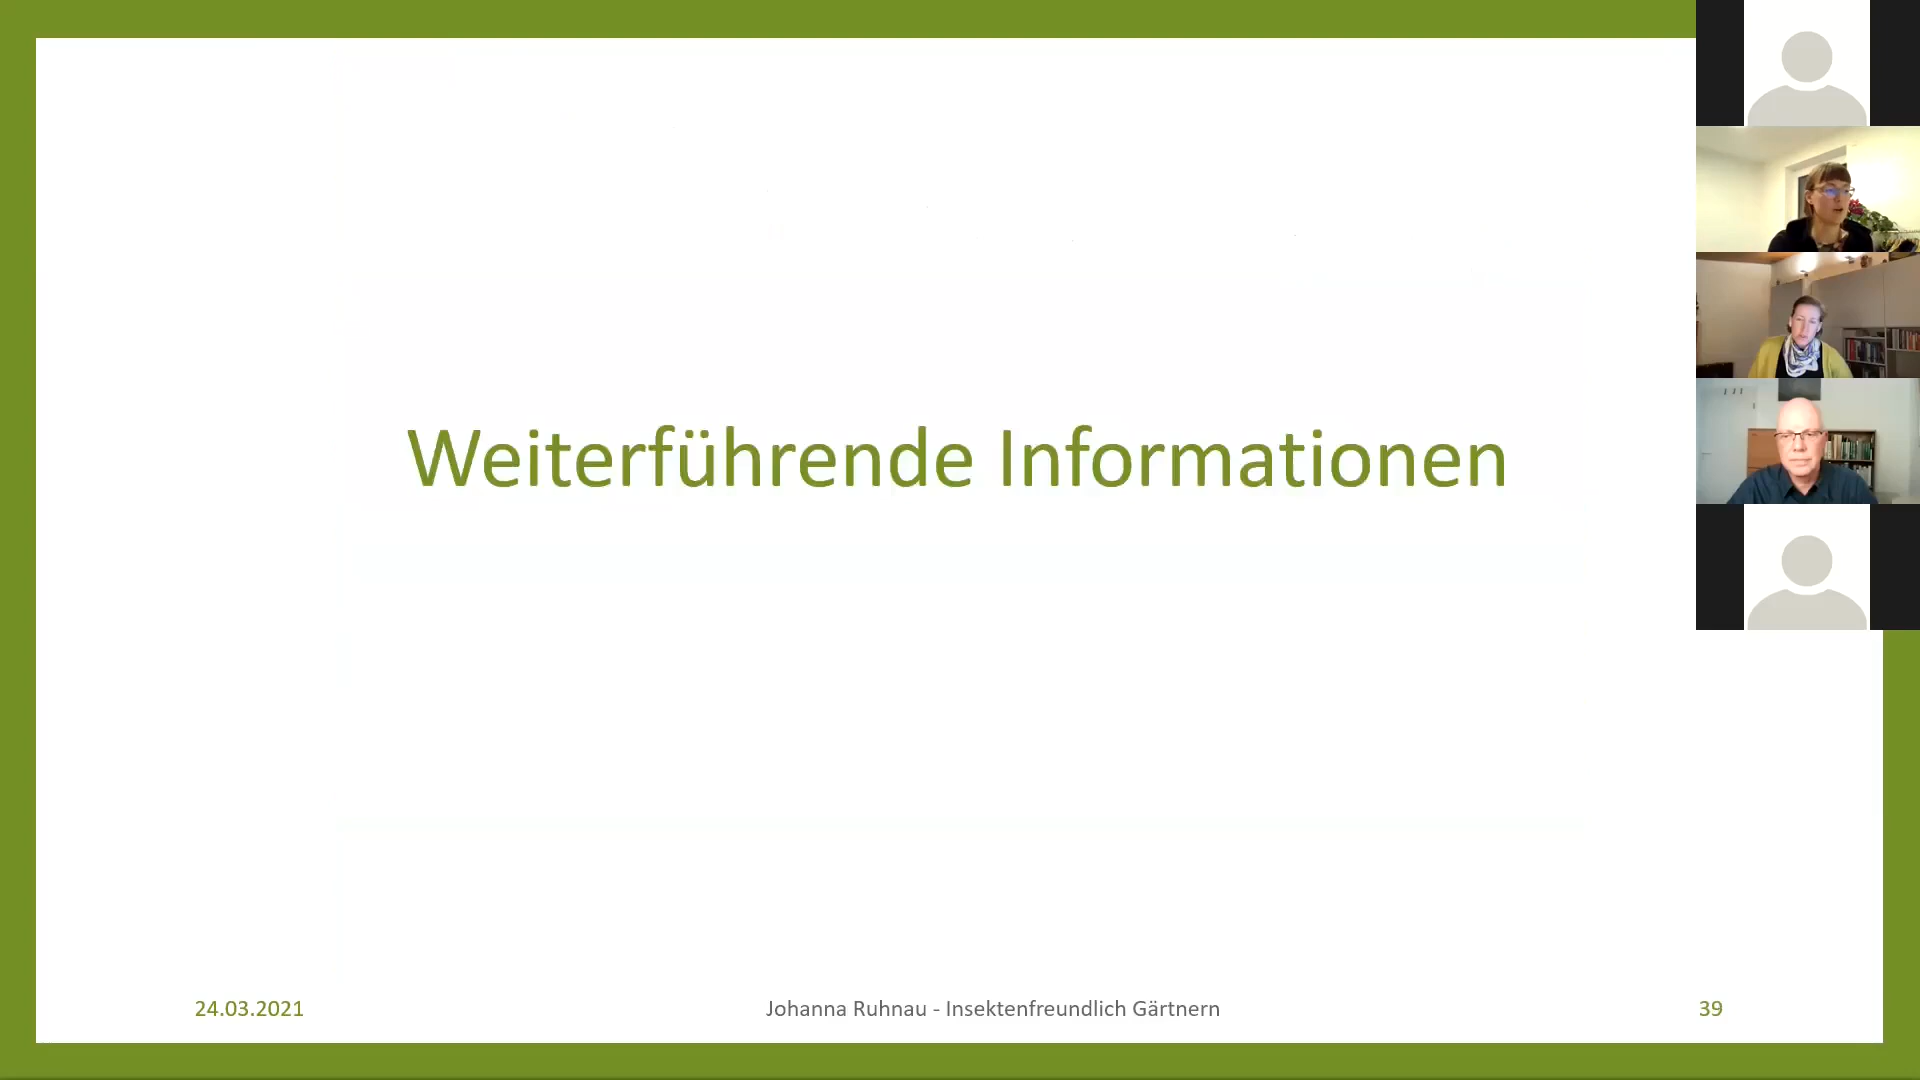 Weiterführende Informationen
24.03.2021
Johanna Ruhnau - Insektenfreundlich Gärtnern
39